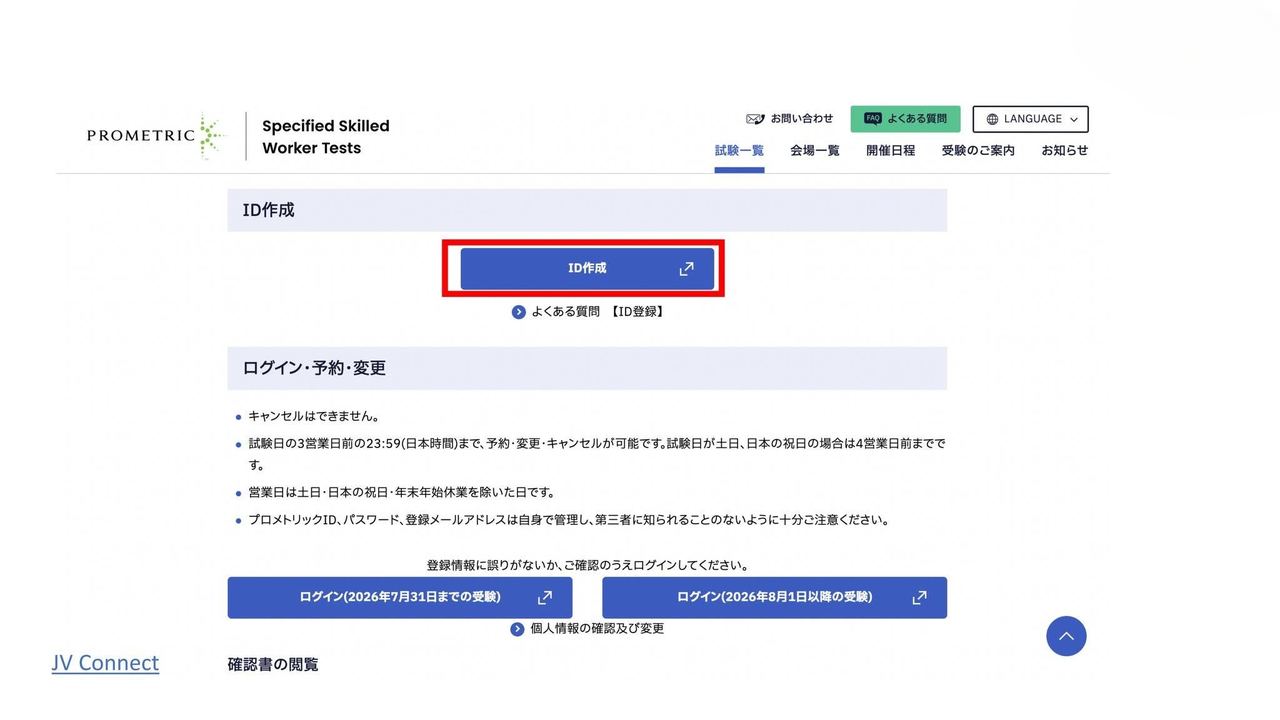 PROMETRIC
Specified Skilled
Worker Tests
お問い合わせ
FAQ よくある質問
LANGUAGE
試験一覧 会場一覧 開催日程 受験のご案内 お知らせ
ID作成
ID作成
よくある質問 【ID登録】
ログイン・予約・変更
キャンセルはできません。
試験日の3営業日前の23:59(日本時間)まで、予約・変更・キャンセルが可能です。試験日が土日、日本の祝日の場合は4営業日前までで
す。
営業日は土日・日本の祝日・年末年始休業を除いた日です。
プロメトリックID、パスワード、登録メールアドレスは自身で管理し、第三者に知られることのないように十分ご注意ください。
登録情報に誤りがないか、ご確認のうえログインしてください。
ログイン(2026年7月31日までの受験) ログイン(2026年8月1日以降の受験)
個人情報の確認及び変更
JV Connect
確認書の閲覧